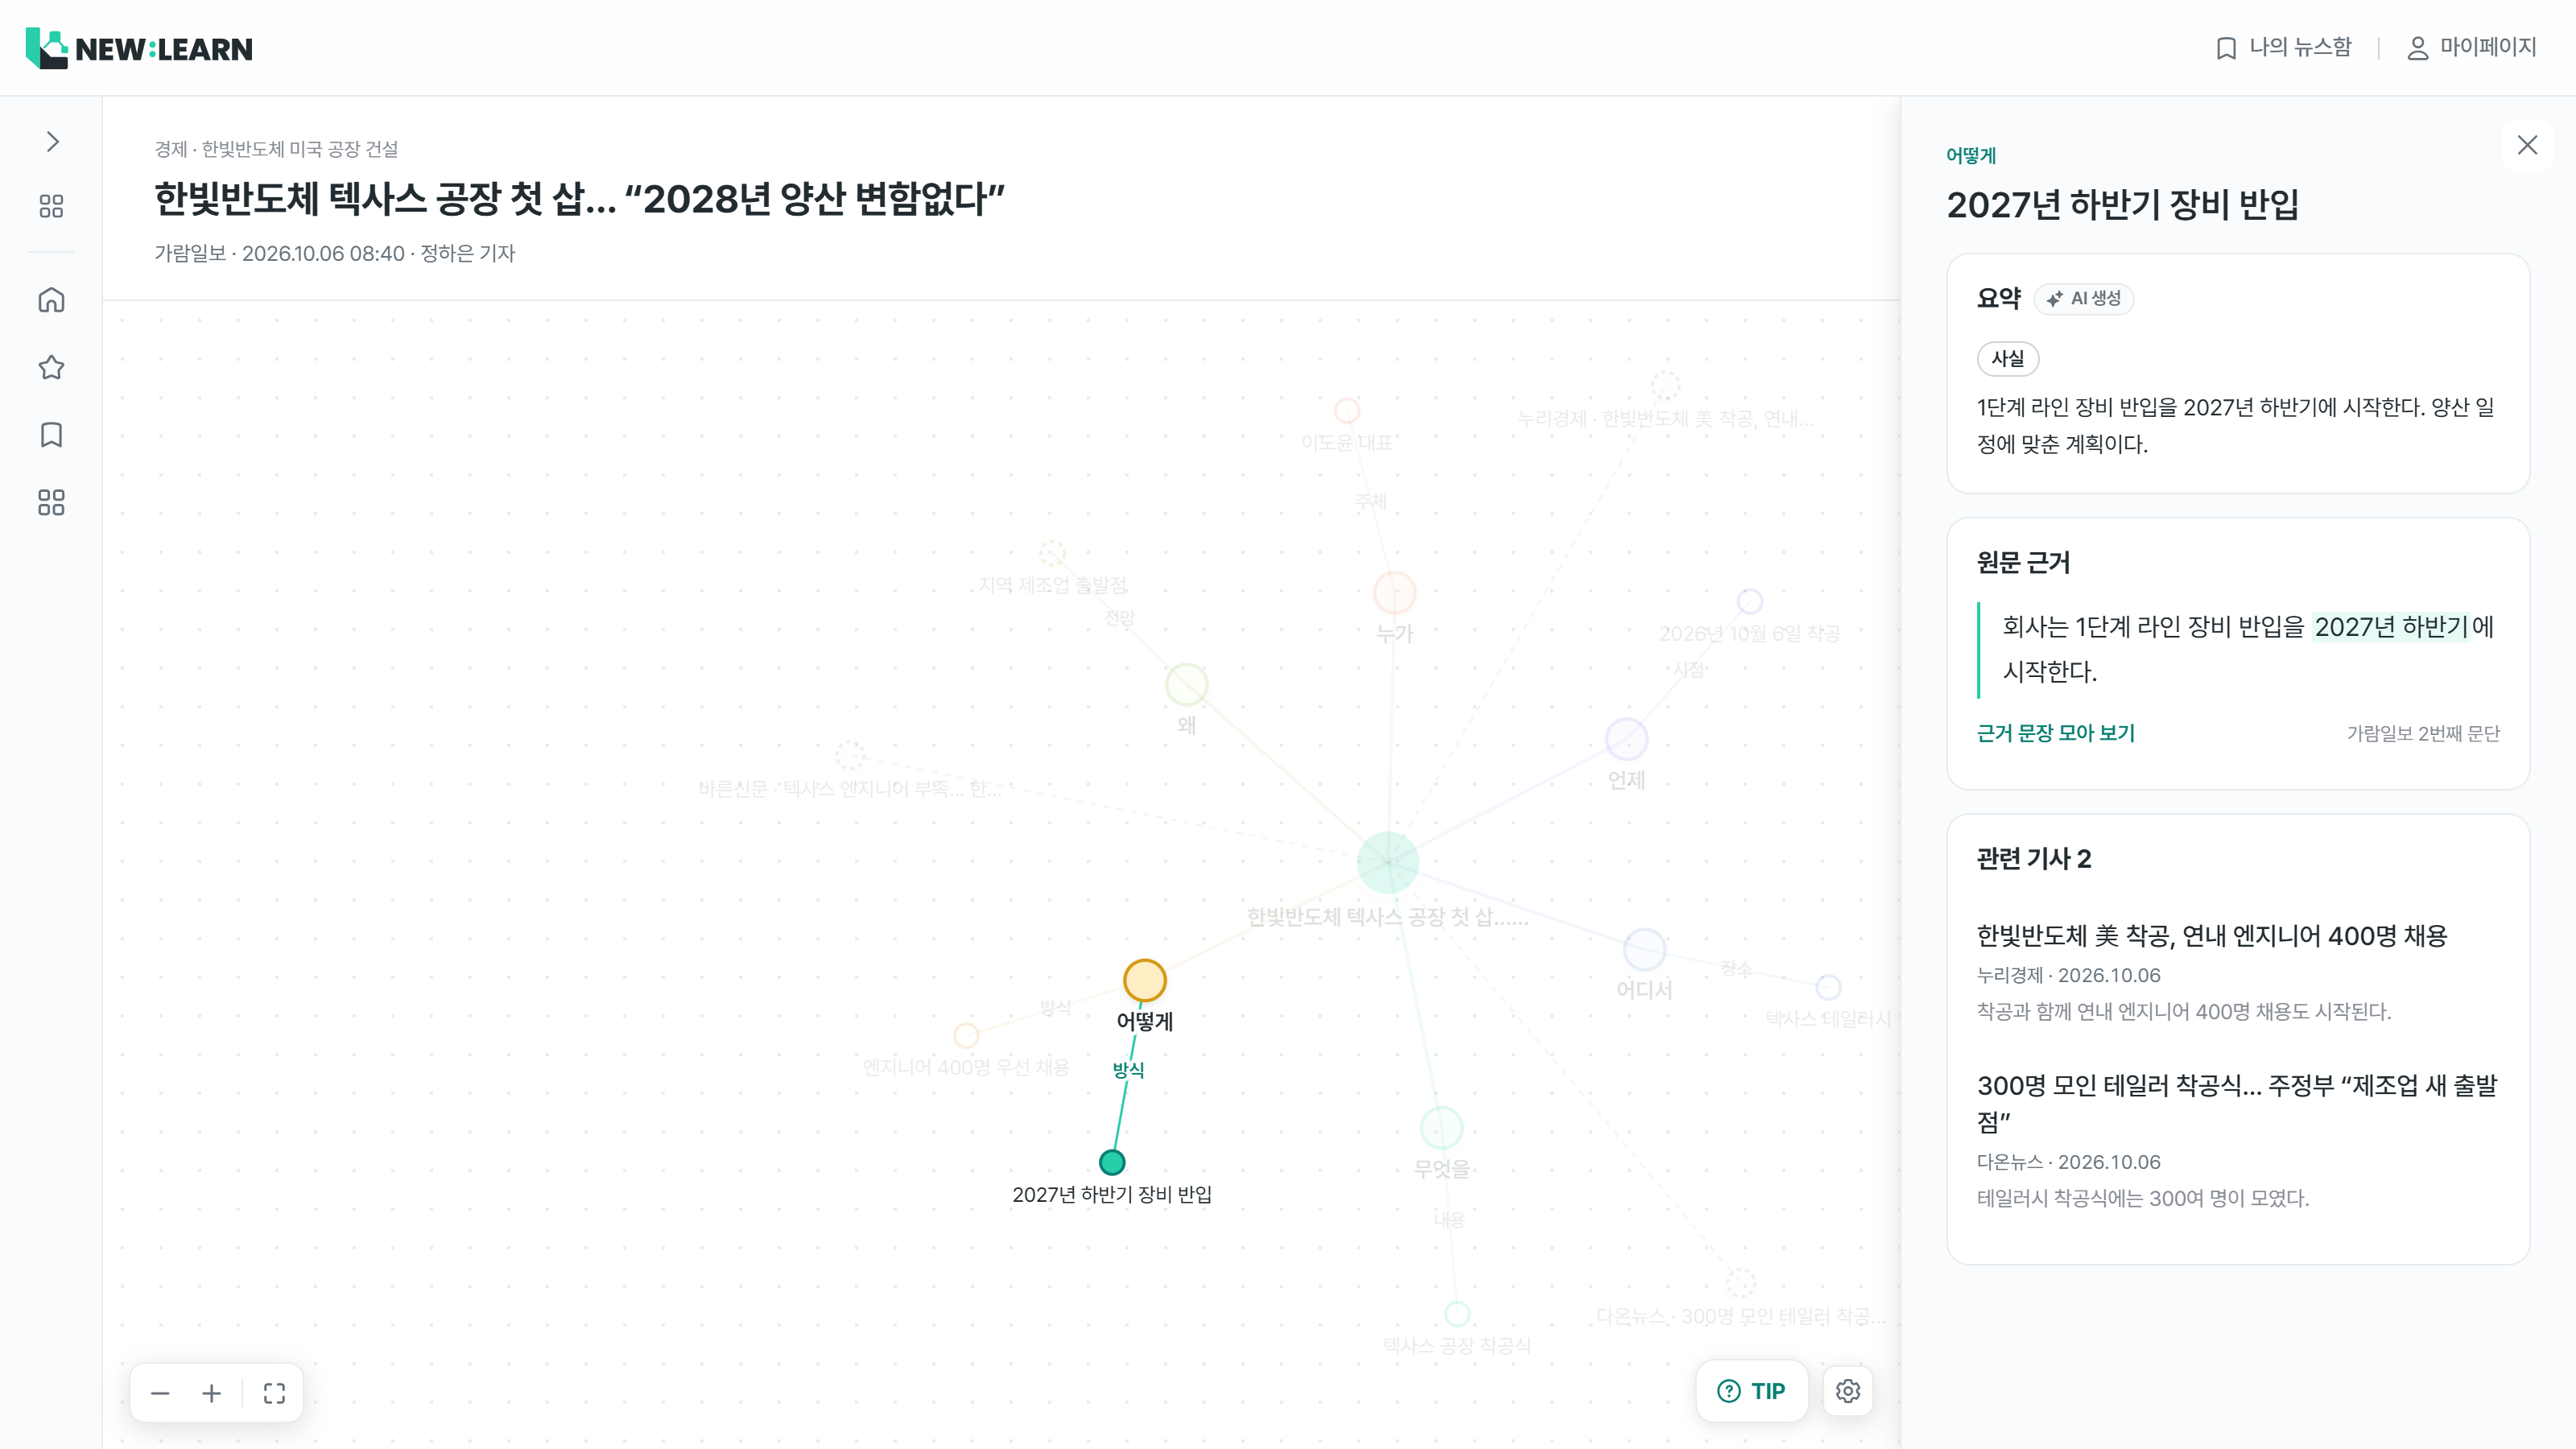 NEW:LEARN
나의 뉴스함
마이페이지
경제 · 한빛반도체 미국 공장 건설
한빛반도체 텍사스 공장 첫 삽… “2028년 양산 변함없다”
가람일보 · 2026.10.06 08:40 · 정하은 기자
누리경제 · 한빛반도체 美 착공, 연내…
이도윤 대표
주체
지역 제조업 출발점
전망
누가
2026년 10월 6일 착공
시점
왜
언제
바른신문 · 텍사스 엔지니어 부족… 한…
한빛반도체 텍사스 공장 첫 삽……
장소
어디서
텍사스 테일러시
방식
어떻게
엔지니어 400명 우선 채용
방식
무엇을
2027년 하반기 장비 반입
내용
다온뉴스 · 300명 모인 테일러 착공…
텍사스 공장 착공식
TIP
어떻게
2027년 하반기 장비 반입
요약
AI 생성
사실
1단계 라인 장비 반입을 2027년 하반기에 시작한다. 양산 일
정에 맞춘 계획이다.
원문 근거
회사는 1단계 라인 장비 반입을 2027년 하반기에
시작한다.
근거 문장 모아 보기
가람일보 2번째 문단
관련 기사 2
한빛반도체 美 착공, 연내 엔지니어 400명 채용
누리경제 · 2026.10.06
착공과 함께 연내 엔지니어 400명 채용도 시작된다.
300명 모인 테일러 착공식… 주정부 “제조업 새 출발
점”
다온뉴스 · 2026.10.06
테일러시 착공식에는 300여 명이 모였다.